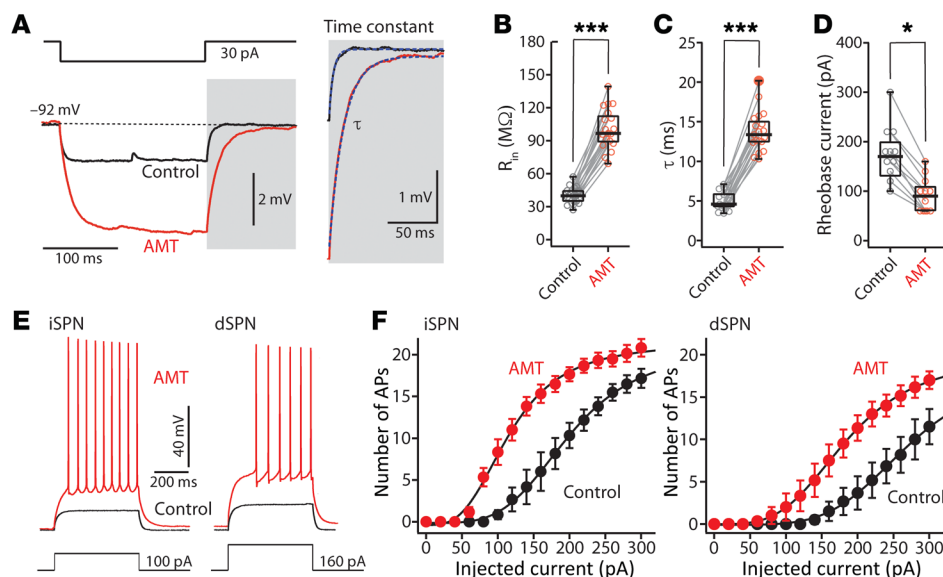 A
30 pA
–92 mV
Control
AMT
2 mV
100 ms
Time constant
τ
1 mV
50 ms
B
***
Rin (MΩ)
180
150
120
90
60
30
0
Control
AMT
C
***
τ (ms)
25
20
15
10
5
0
Control
AMT
D
*
Rheobase current (pA)
400
300
200
100
0
Control
AMT
E
iSPN
dSPN
AMT
40 mV
200 ms
Control
100 pA
160 pA
F
iSPN
Number of APs
20
10
0
AMT
Control
0 50 100 150 200 250 300
Injected current (pA)
dSPN
Number of APs
20
10
0
AMT
Control
0 50 100 150 200 250 300
Injected current (pA)